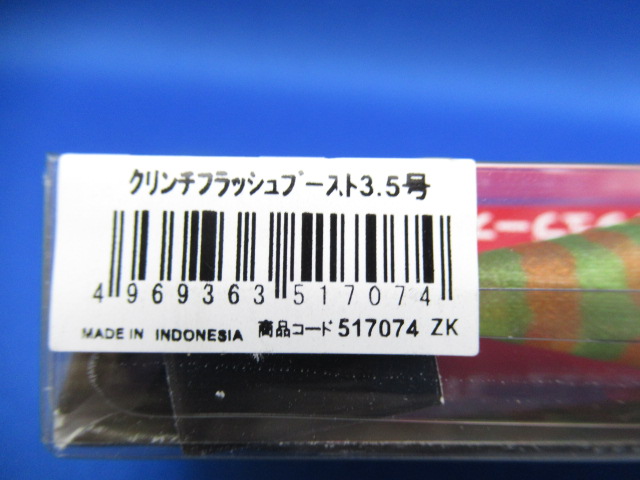 クリンチフラッシュブースト3.5号
4 969363 517074
MADE IN INDONESIA 商品コード 517074 ZK